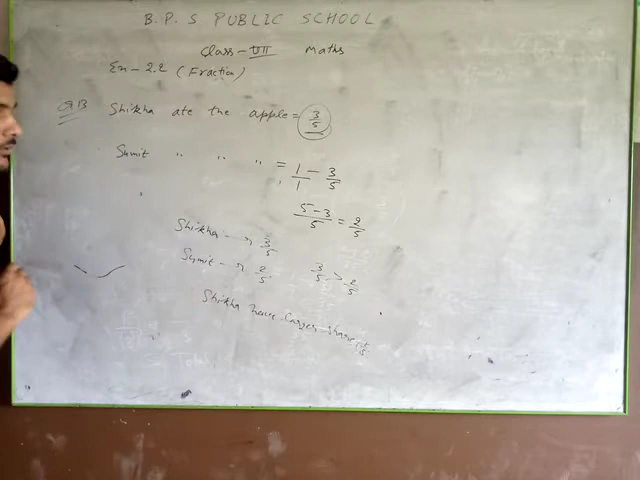 B.P.S PUBLIC SCHOOL
Class-VII Maths
Ex-2.2 (Fraction)
Q13 Shikha ate the apple = 3/5
Sumit " " " = 1/1 - 3/5
5-3/5 = 2/5
Shikha → 3/5
Sumit → 2/5 3/5 > 2/5
Shikha have Larger share